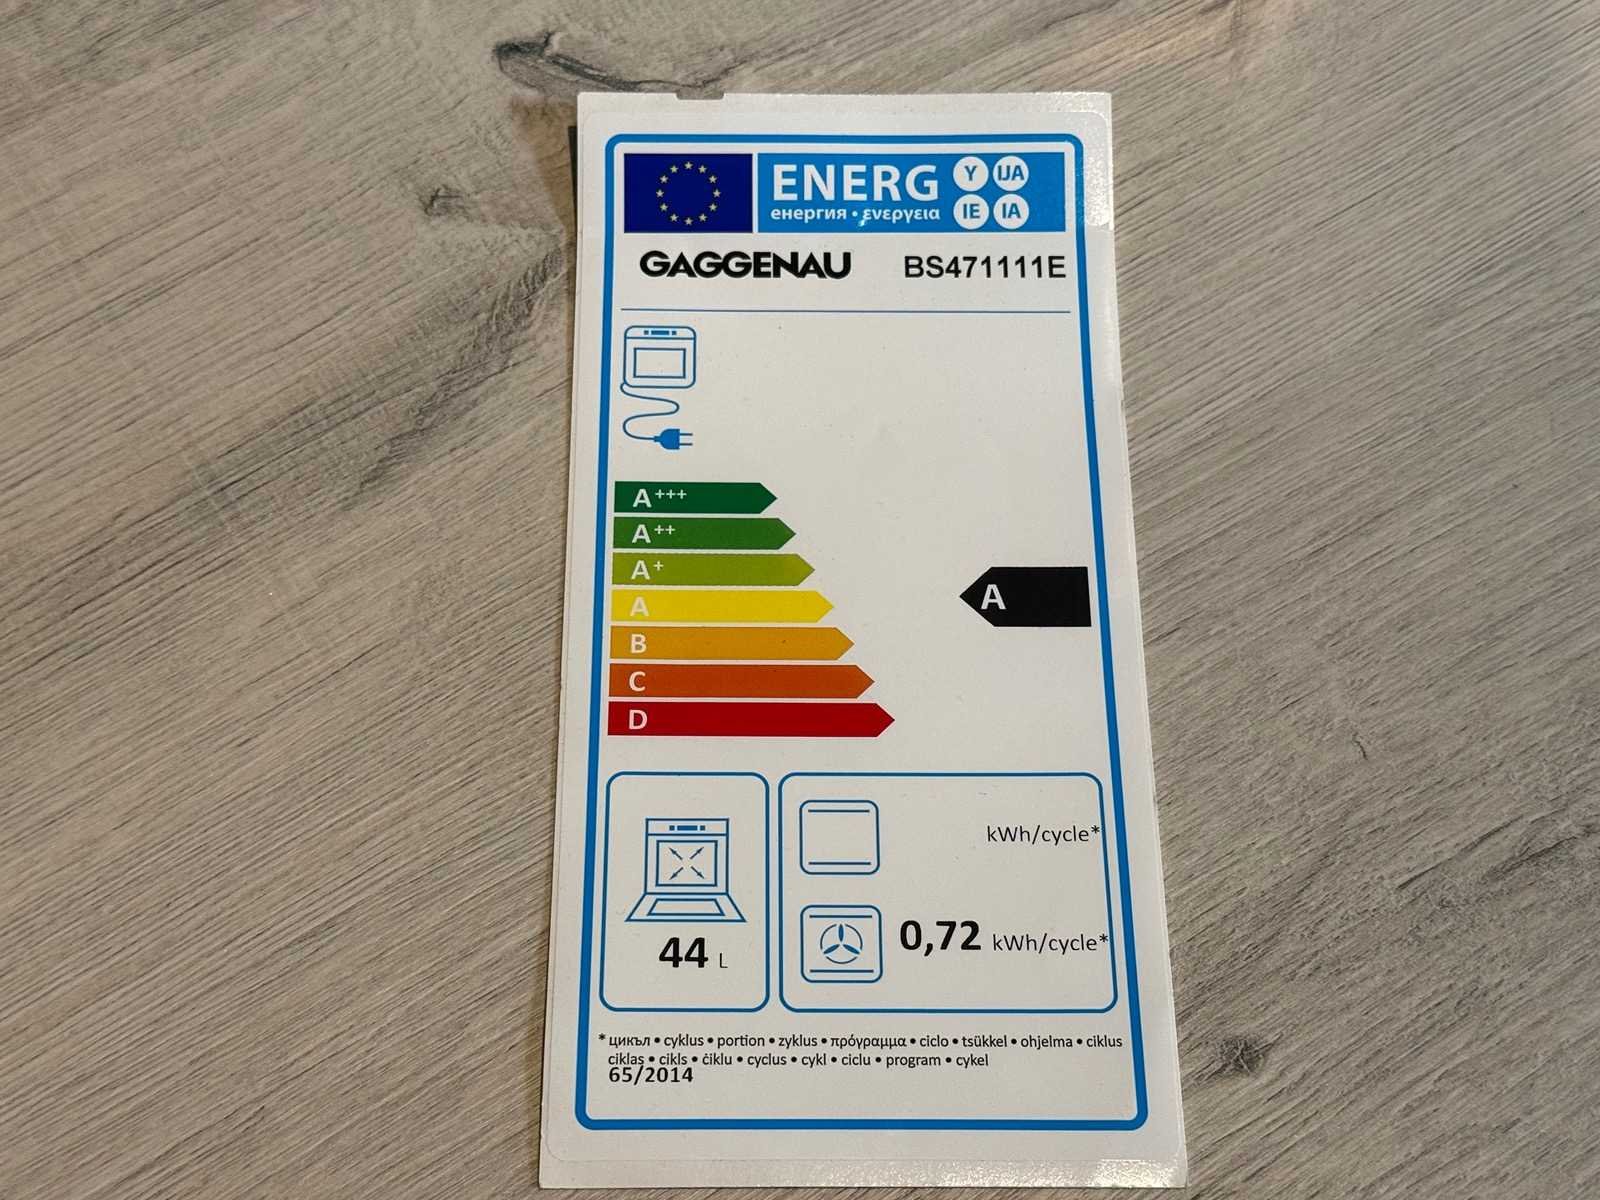 ENERG Y IJA
енергия • ενεργεια IE IA
GAGGENAU BS471111E
A+++
A++
A+
A
A
B
C
D
kWh/cycle*
0,72 kWh/cycle*
44 L
* цикъл • cyklus • portion • zyklus • πρόγραμμα • ciclo • tsükkel • ohjelma • ciklus
ciklas • cikls • ċiklu • cyclus • cykl • ciclu • program • cykel
65/2014